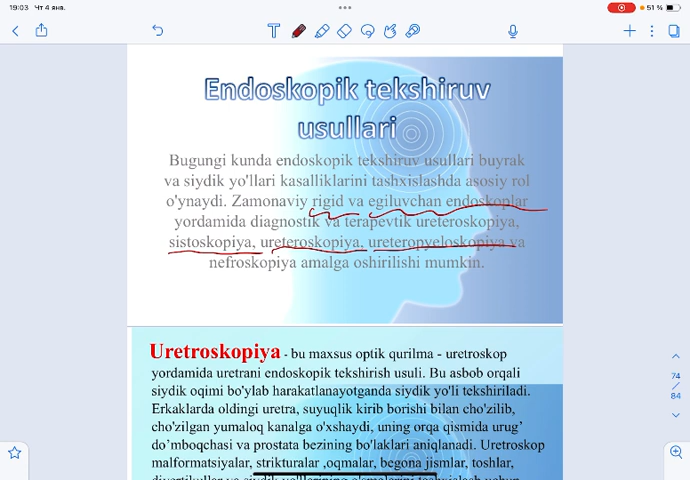 19:03 Чт 4 янв.
51 %
Endoskopik tekshiruv
usullari
Bugungi kunda endoskopik tekshiruv usullari buyrak
va siydik yo'llari kasalliklarini tashxislashda asosiy rol
o'ynaydi. Zamonaviy rigid va egiluvchan endoskoplar
yordamida diagnostik va terapevtik ureteroskopiya,
sistoskopiya, ureteroskopiya, ureteropyeloskopiya va
nefroskopiya amalga oshirilishi mumkin.
Uretroskopiya - bu maxsus optik qurilma - uretroskop
yordamida uretrani endoskopik tekshirish usuli. Bu asbob orqali
siydik oqimi bo'ylab harakatlanayotganda siydik yo'li tekshiriladi.
Erkaklarda oldingi uretra, suyuqlik kirib borishi bilan cho'zilib,
cho'zilgan yumaloq kanalga o'xshaydi, uning orqa qismida urug'
do'mboqchasi va prostata bezining bo'laklari aniqlanadi. Uretroskop
malformatsiyalar, strikturalar ,oqmalar, begona jismlar, toshlar,
74
84